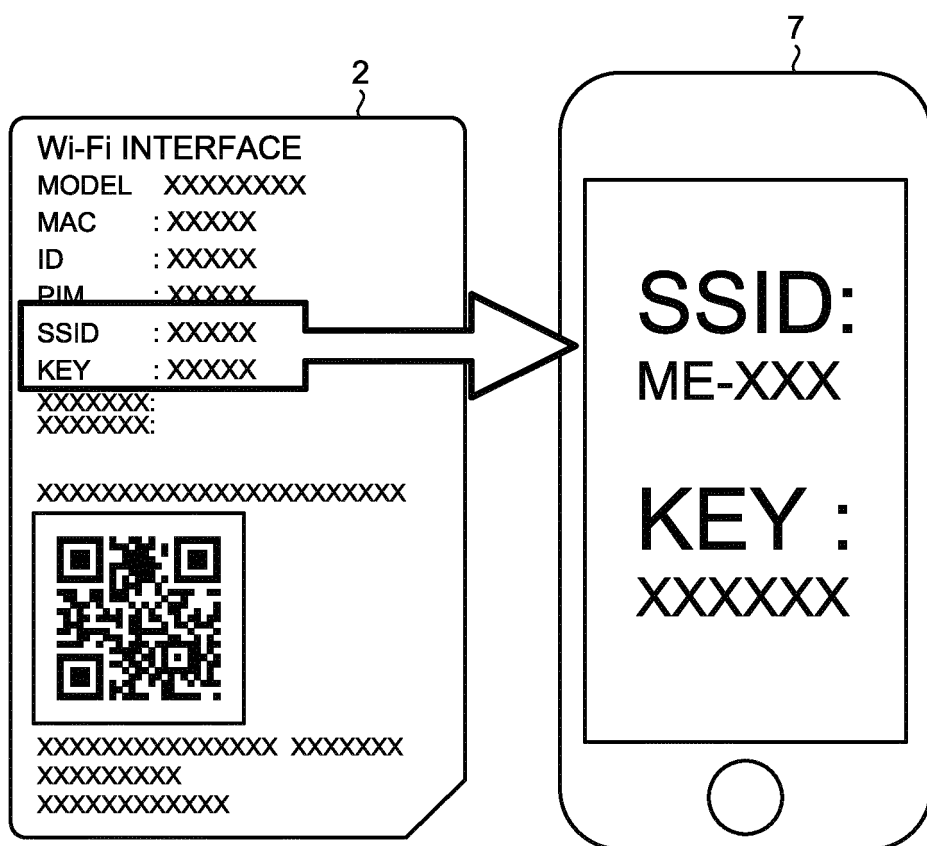 2
7
Wi-Fi INTERFACE
MODEL XXXXXXXX
MAC : XXXXX
ID : XXXXX
PIM : XXXXX
SSID : XXXXX
KEY : XXXXX
XXXXXXX:
XXXXXXX:
XXXXXXXXXXXXXXXXXXXXXXX
XXXXXXXXXXXXXXX XXXXXXX
XXXXXXXXX
XXXXXXXXXXXX
SSID:
ME-XXX
KEY :
XXXXXX